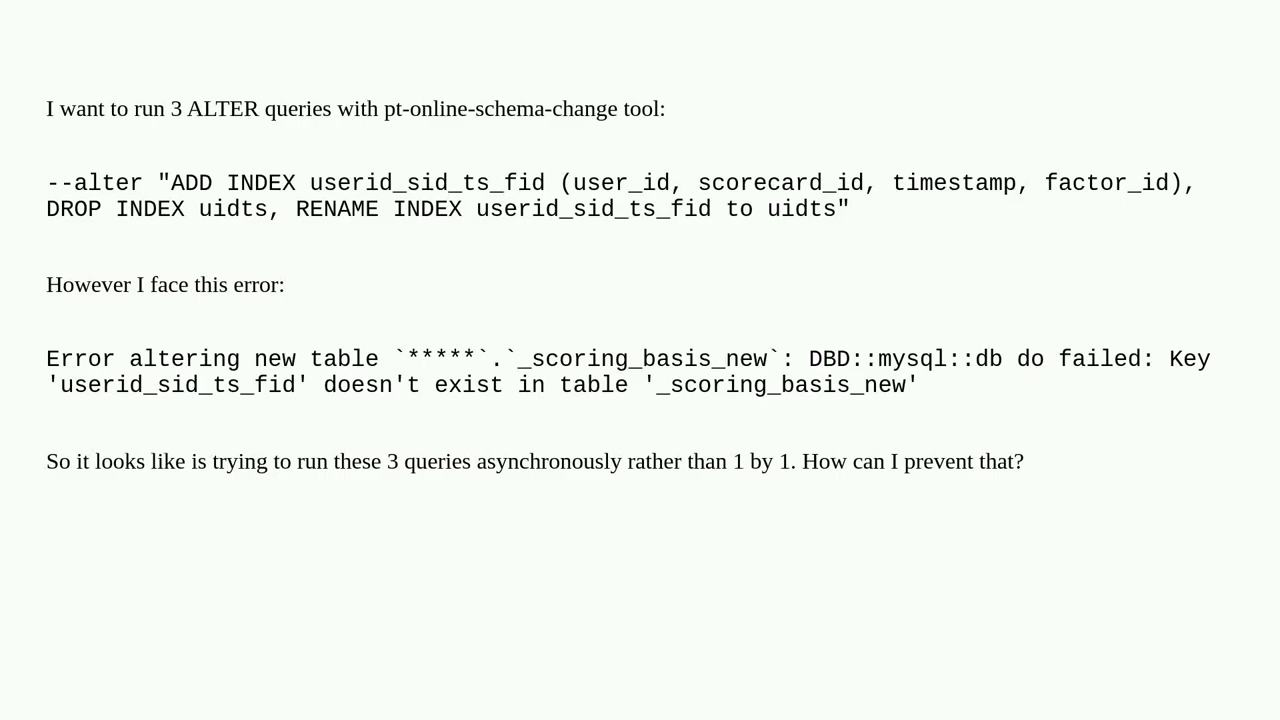 I want to run 3 ALTER queries with pt-online-schema-change tool:
--alter "ADD INDEX userid_sid_ts_fid (user_id, scorecard_id, timestamp, factor_id),
DROP INDEX uidts, RENAME INDEX userid_sid_ts_fid to uidts"
However I face this error:
Error altering new table `*****`.`_scoring_basis_new`: DBD::mysql::db do failed: Key
'userid_sid_ts_fid' doesn't exist in table '_scoring_basis_new'
So it looks like is trying to run these 3 queries asynchronously rather than 1 by 1. How can I prevent that?